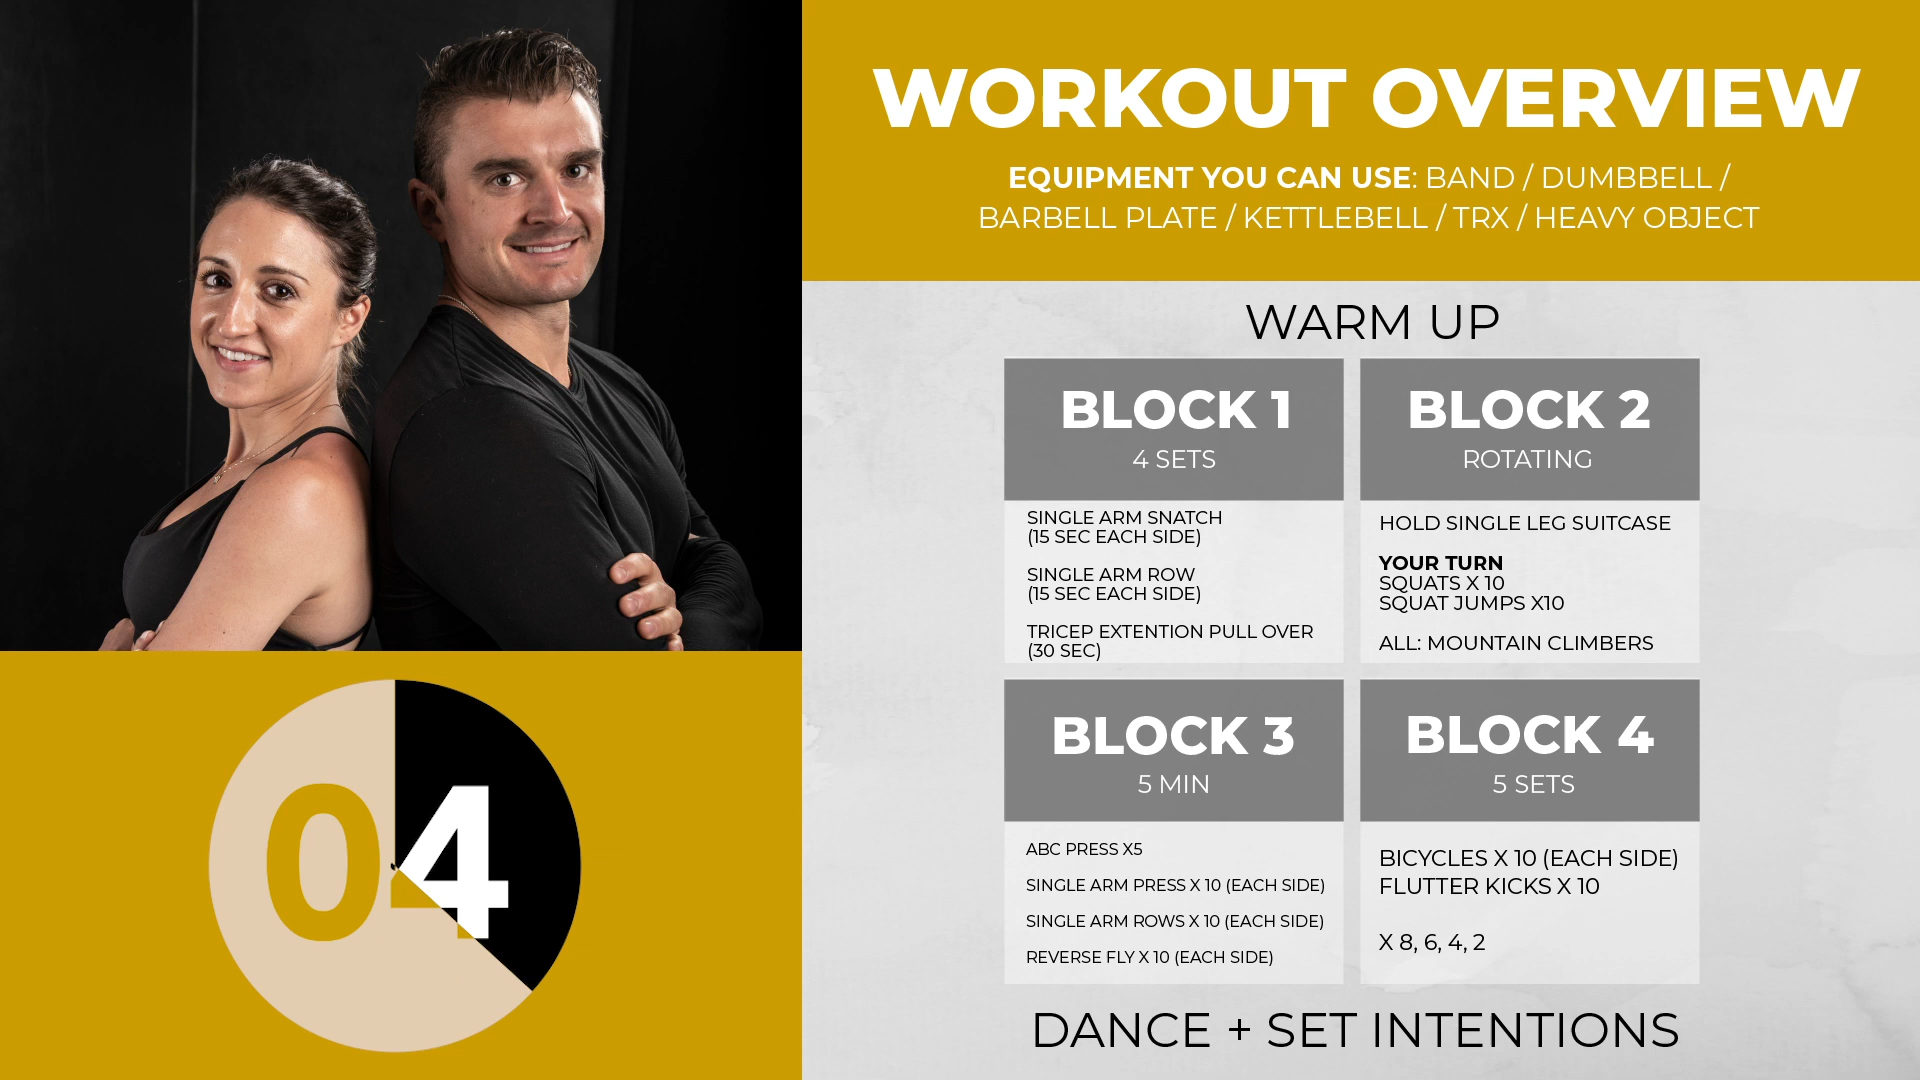 WORKOUT OVERVIEW
EQUIPMENT YOU CAN USE: BAND / DUMBBELL /
BARBELL PLATE / KETTLEBELL / TRX / HEAVY OBJECT
WARM UP
BLOCK 1
4 SETS
SINGLE ARM SNATCH
(15 SEC EACH SIDE)
SINGLE ARM ROW
(15 SEC EACH SIDE)
TRICEP EXTENTION PULL OVER
(30 SEC)
BLOCK 2
ROTATING
HOLD SINGLE LEG SUITCASE
YOUR TURN
SQUATS X 10
SQUAT JUMPS X10
ALL: MOUNTAIN CLIMBERS
BLOCK 3
5 MIN
ABC PRESS X5
SINGLE ARM PRESS X 10 (EACH SIDE)
SINGLE ARM ROWS X 10 (EACH SIDE)
REVERSE FLY X 10 (EACH SIDE)
BLOCK 4
5 SETS
BICYCLES X 10 (EACH SIDE)
FLUTTER KICKS X 10
X 8, 6, 4, 2
DANCE + SET INTENTIONS
04